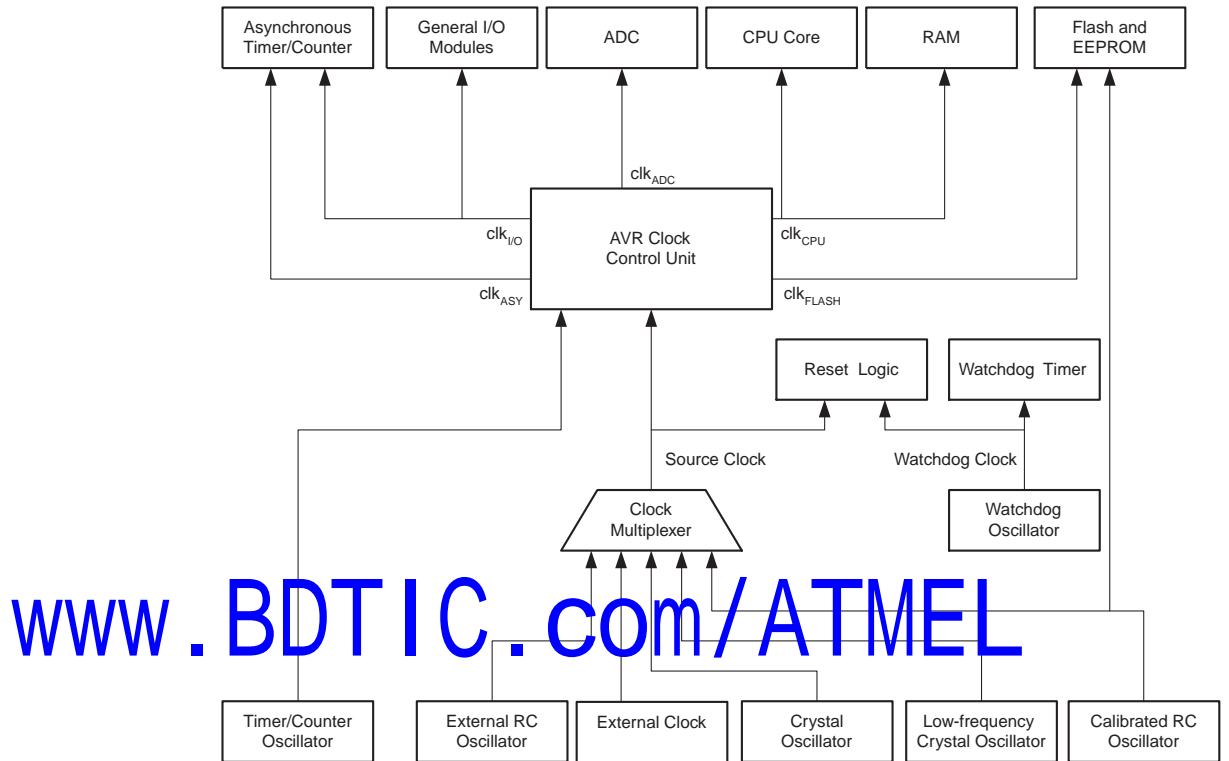 Asynchronous
Timer/Counter
General I/O
Modules
ADC
CPU Core
RAM
Flash and
EEPROM
clkADC
clkI/O
AVR Clock
Control Unit
clkCPU
clkASY
clkFLASH
Reset Logic
Watchdog Timer
Source Clock
Watchdog Clock
Clock
Multiplexer
Watchdog
Oscillator
www.BDTIC.com/ATMEL
Timer/Counter
Oscillator
External RC
Oscillator
External Clock
Crystal
Oscillator
Low-frequency
Crystal Oscillator
Calibrated RC
Oscillator